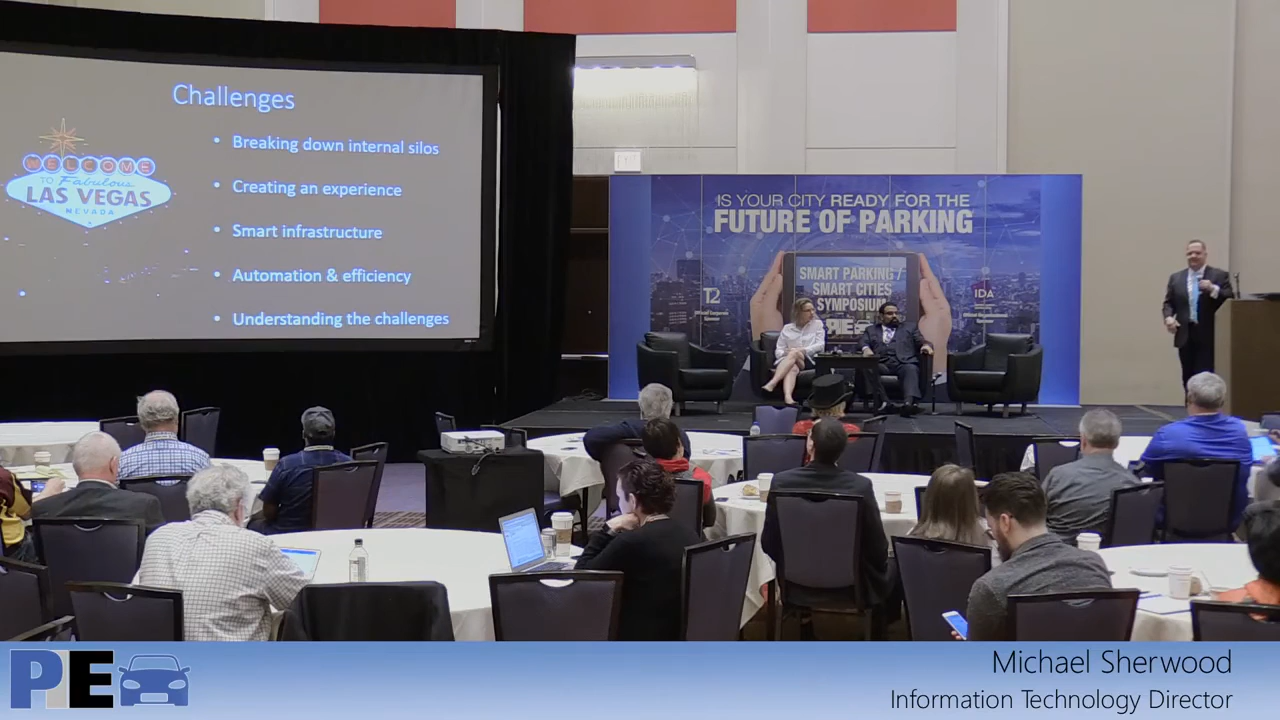 Challenges
• Breaking down internal silos
• Creating an experience
• Smart infrastructure
• Automation & efficiency
• Understanding the challenges
WELCOME
TO Fabulous
LAS VEGAS
NEVADA
IS YOUR CITY READY FOR THE
FUTURE OF PARKING
SMART PARKING /
SMART CITIES
SYMPOSIUM
PIE
T2
IDA
PIE
Michael Sherwood
Information Technology Director